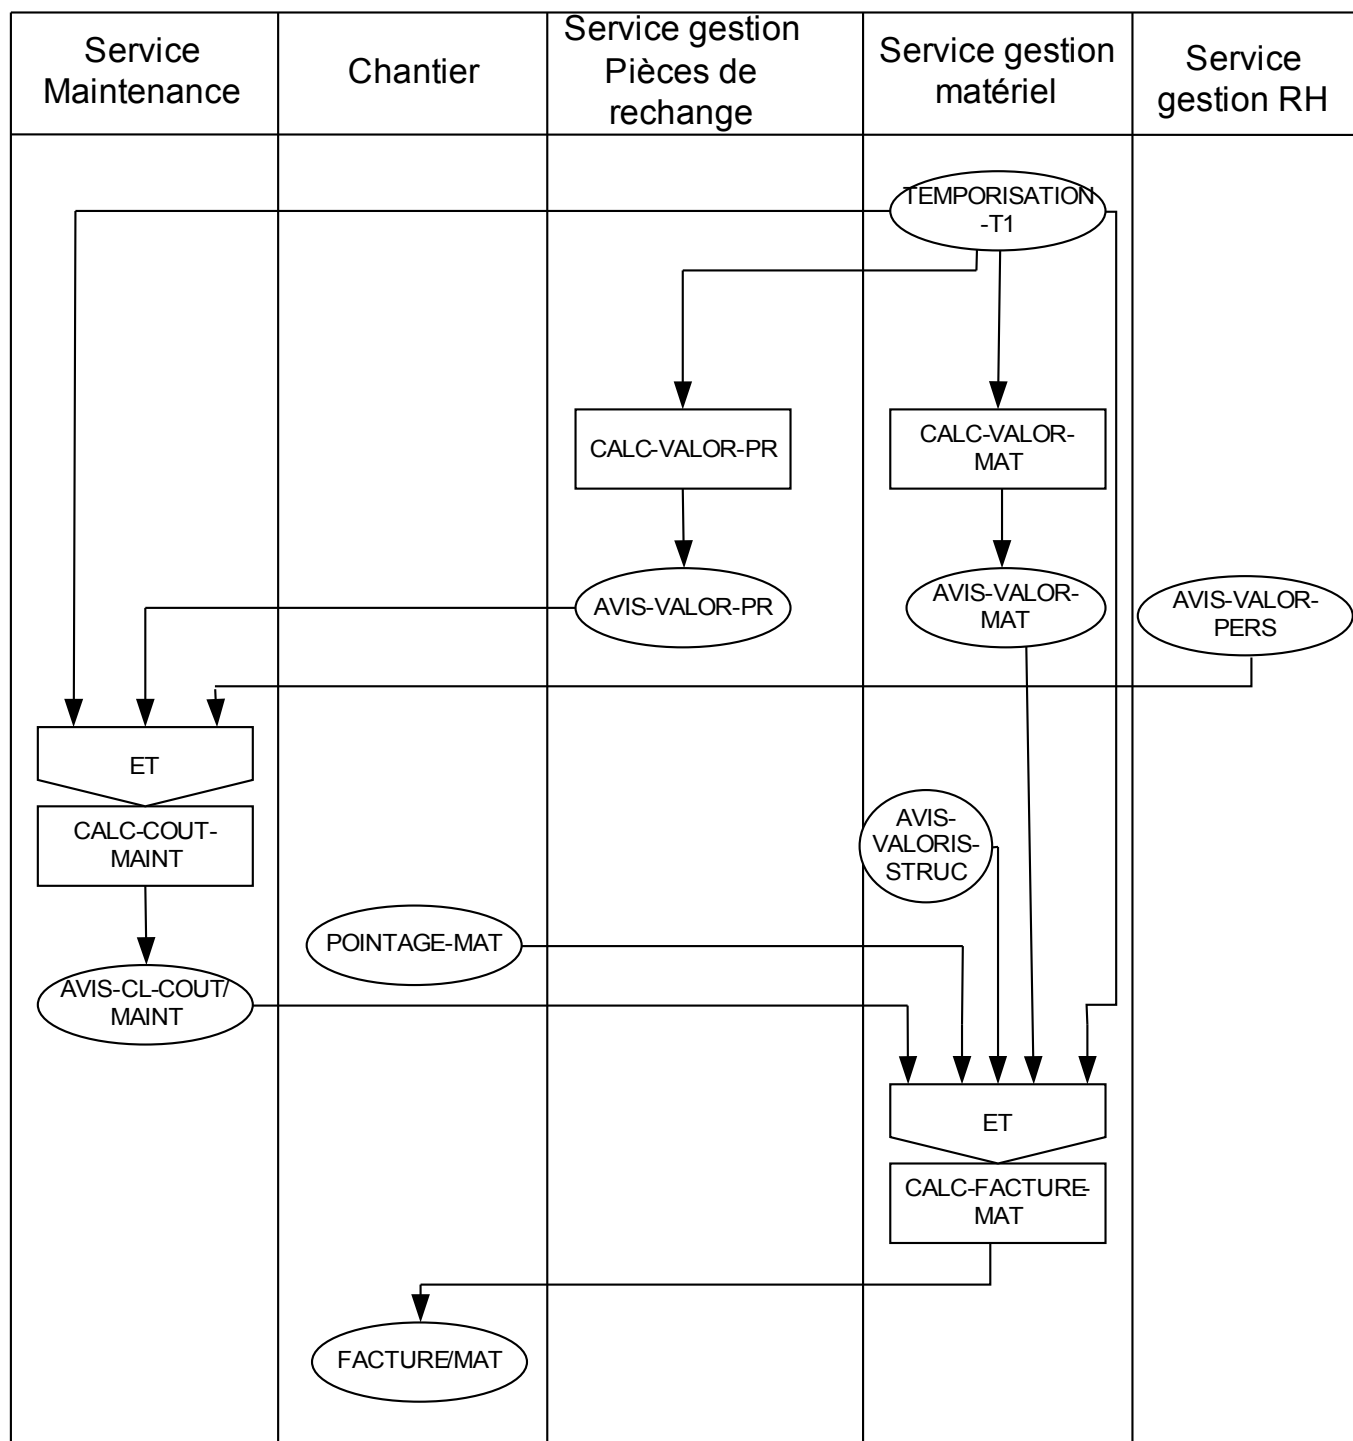 Service
Maintenance
Chantier
Service gestion
Pièces de
rechange
Service gestion
matériel
Service
gestion RH
TEMPORISATION
-T1
CALC-VALOR-PR
CALC-VALOR-
MAT
AVIS-VALOR-PR
AVIS-VALOR-
MAT
AVIS-VALOR-
PERS
ET
CALC-COUT-
MAINT
AVIS-
VALORIS-
STRUC
POINTAGE-MAT
AVIS-CL-COUT/
MAINT
ET
CALC-FACTURE-
MAT
FACTURE/MAT